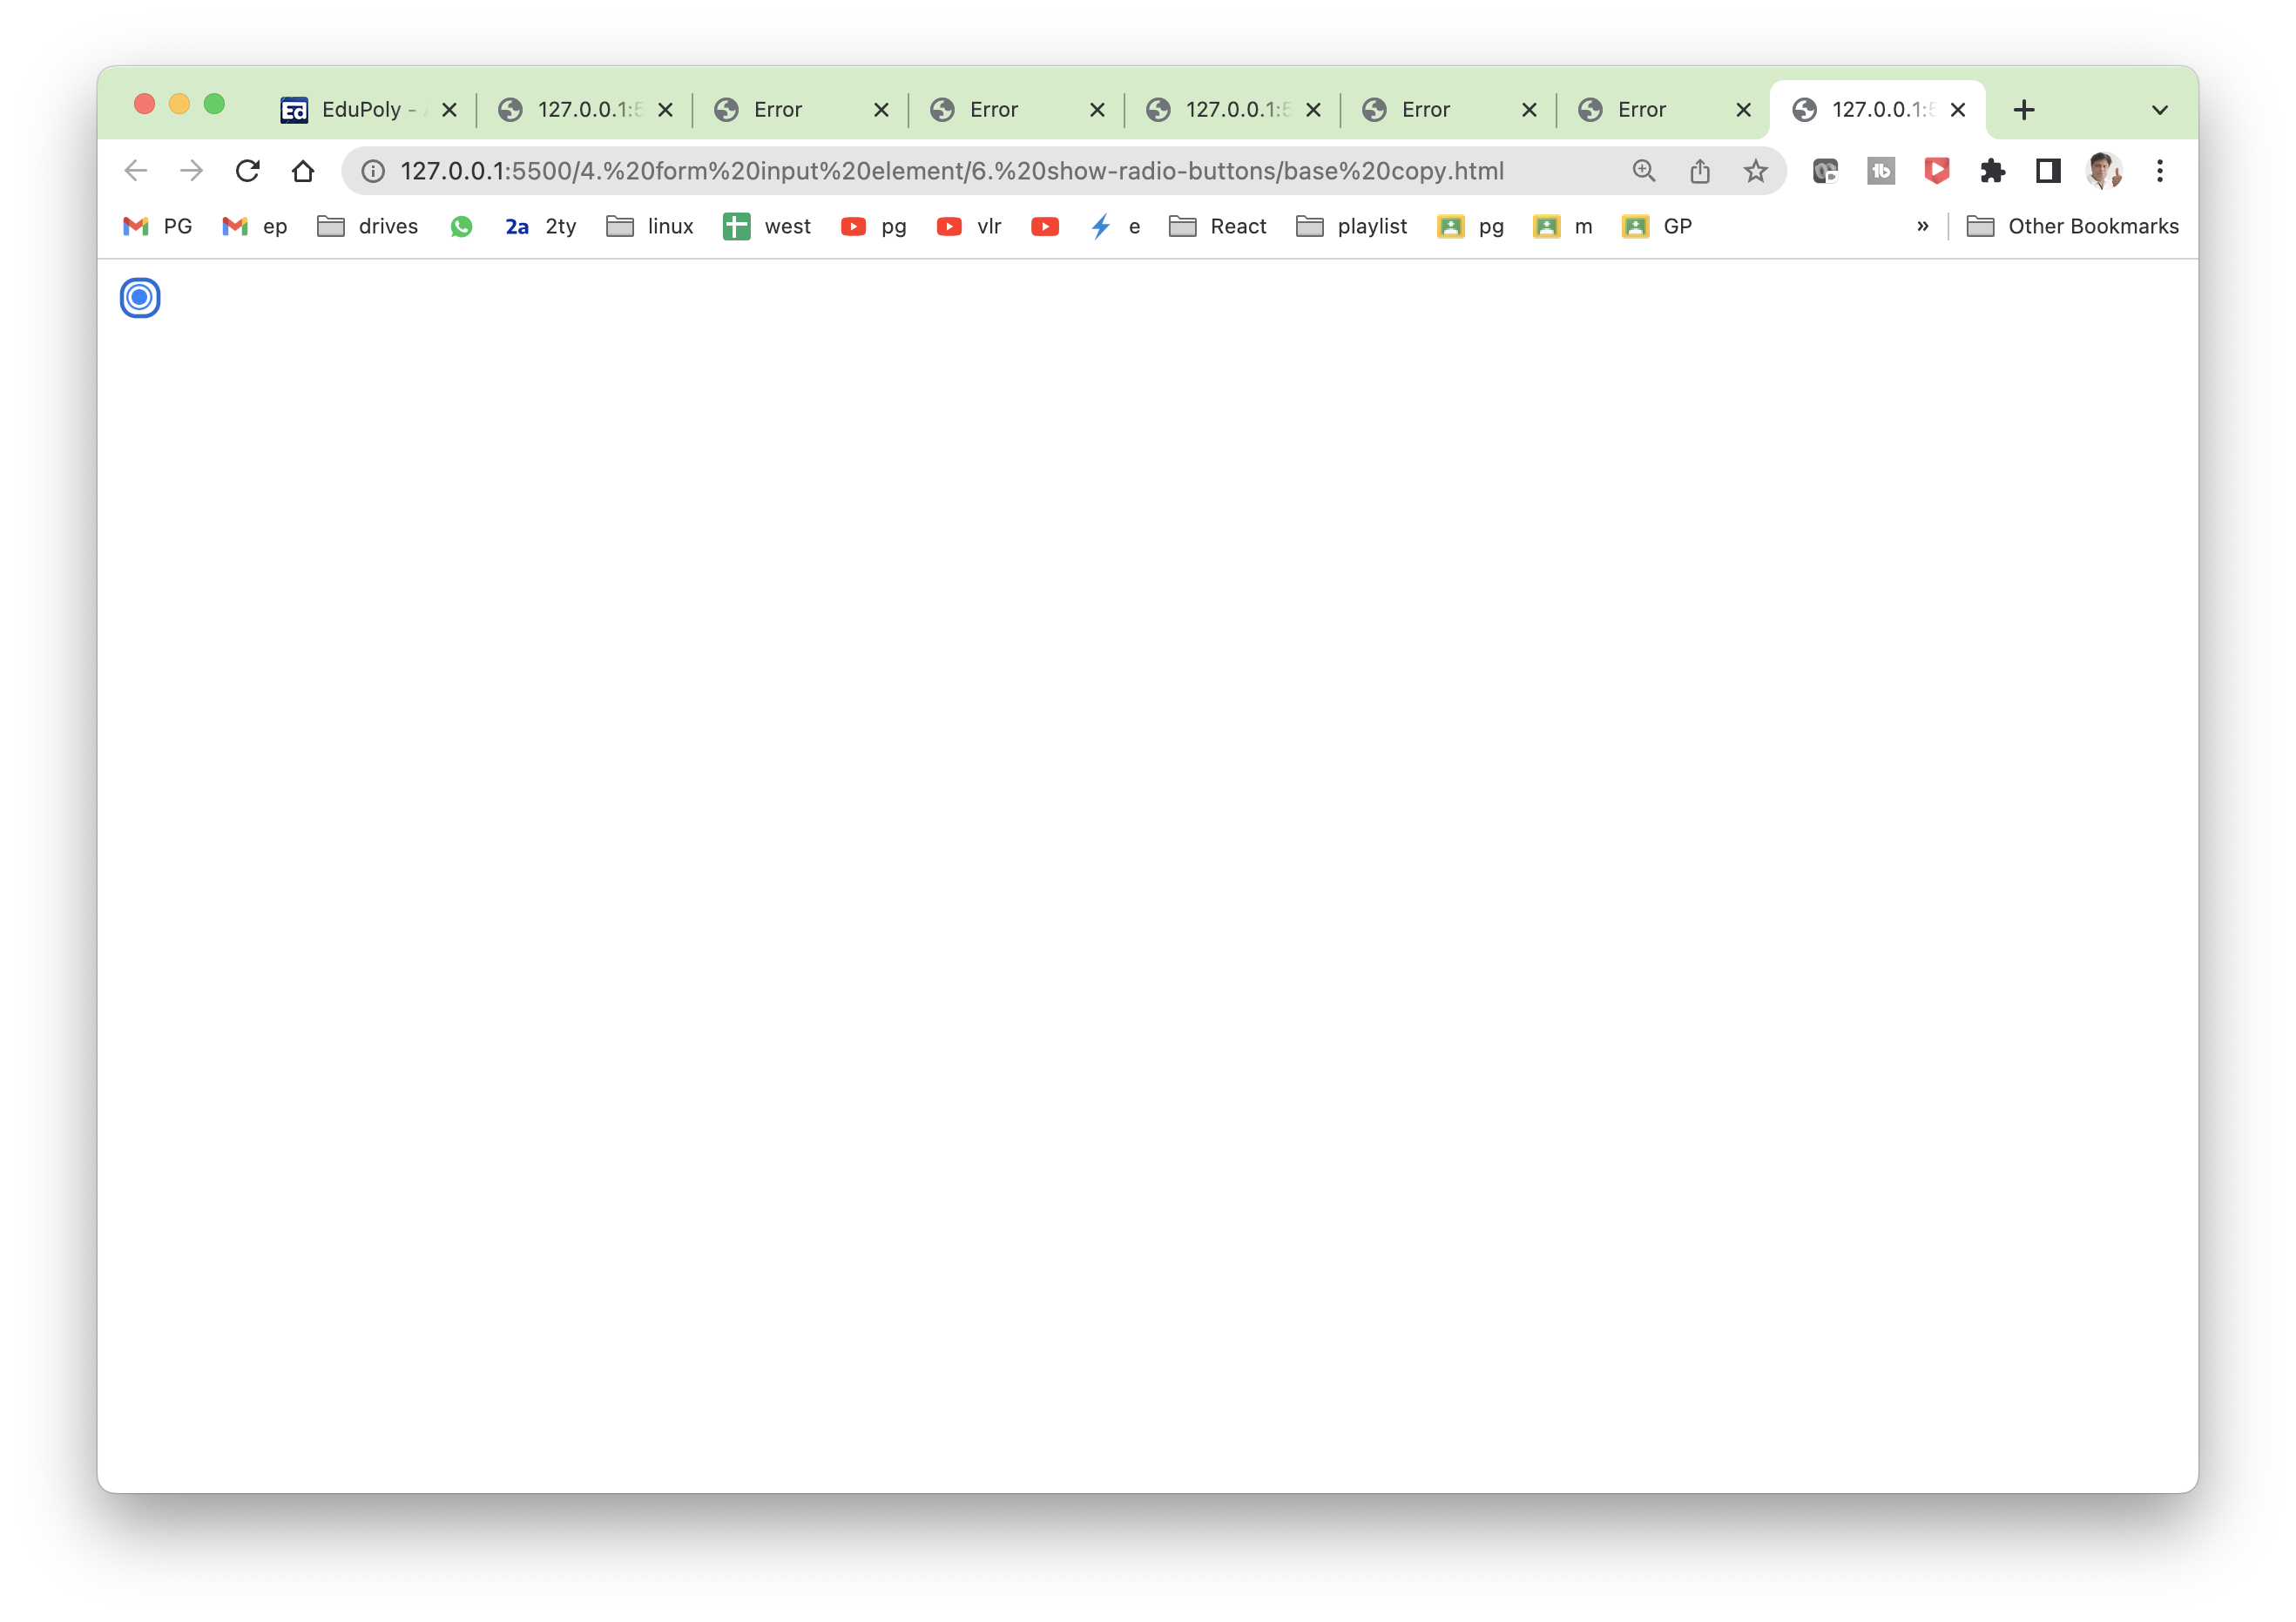 Ed EduPoly - 127.0.0.1:5 Error Error 127.0.0.1:5 Error Error 127.0.0.1:5
127.0.0.1:5500/4.%20form%20input%20element/6.%20show-radio-buttons/base%20copy.html
PG ep drives 2a 2ty linux west pg vlr e React playlist pg m GP » Other Bookmarks